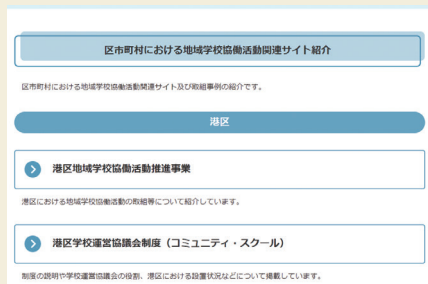 区市町村における地域学校協働活動関連サイト紹介
区市町村における地域学校協働活動関連サイト及び取組事例の紹介です。
港区
港区地域学校協働活動推進事業
港区における地域学校協働活動の取組等について紹介しています。
港区学校運営協議会制度（コミュニティ・スクール）
制度の説明や学校運営協議会の役割、港区における設置状況などについて掲載しています。